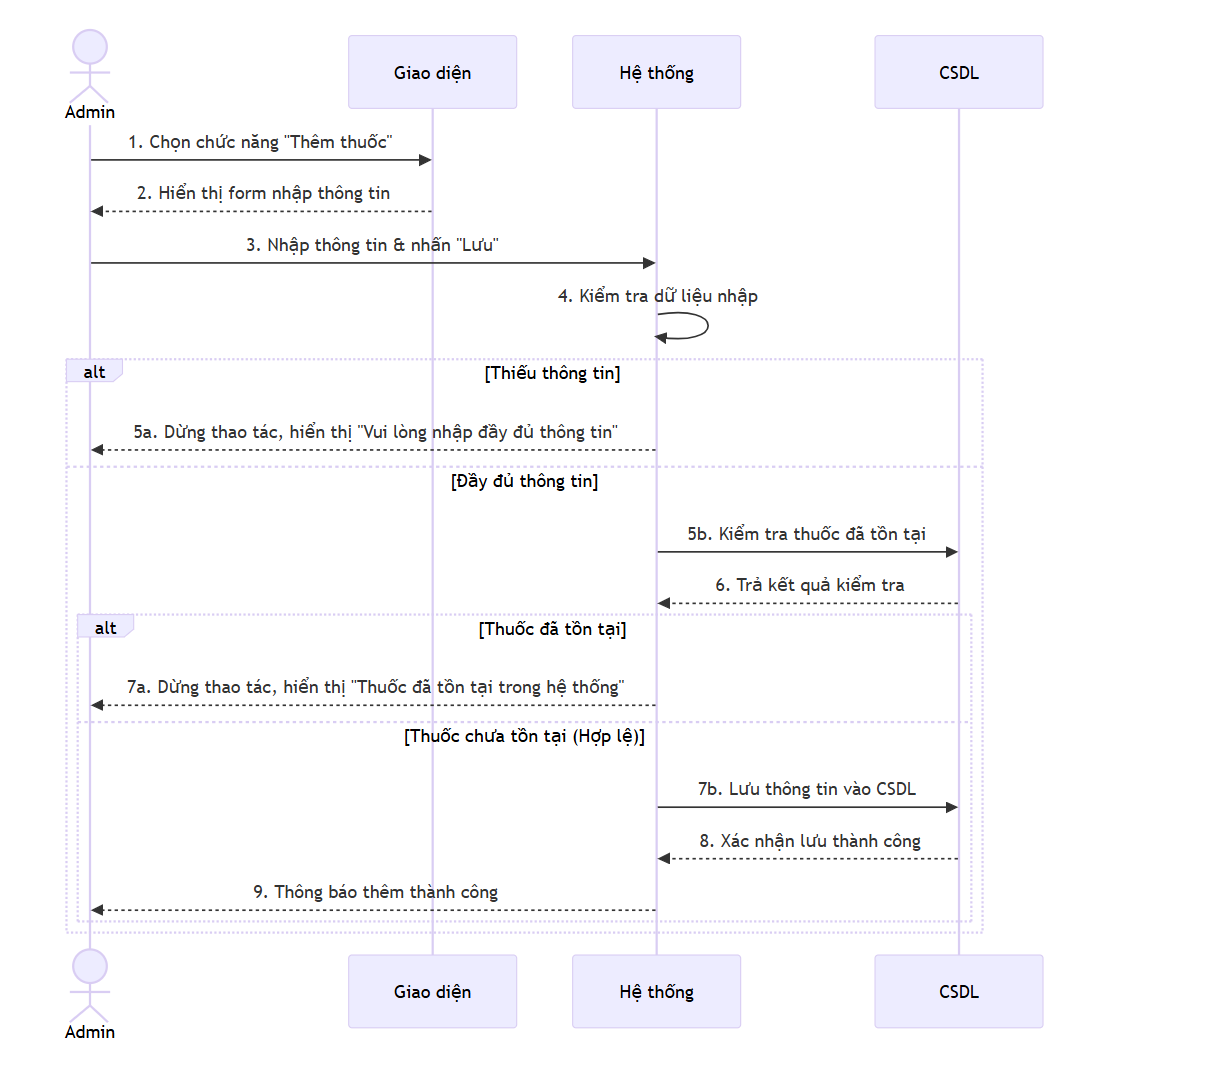 Admin
Giao diện
Hệ thống
CSDL
1. Chọn chức năng "Thêm thuốc"
2. Hiển thị form nhập thông tin
3. Nhập thông tin & nhấn "Lưu"
4. Kiểm tra dữ liệu nhập
alt
[Thiếu thông tin]
5a. Dừng thao tác, hiển thị "Vui lòng nhập đầy đủ thông tin"
[Đầy đủ thông tin]
5b. Kiểm tra thuốc đã tồn tại
6. Trả kết quả kiểm tra
alt
[Thuốc đã tồn tại]
7a. Dừng thao tác, hiển thị "Thuốc đã tồn tại trong hệ thống"
[Thuốc chưa tồn tại (Hợp lệ)]
7b. Lưu thông tin vào CSDL
8. Xác nhận lưu thành công
9. Thông báo thêm thành công
Admin
Giao diện
Hệ thống
CSDL